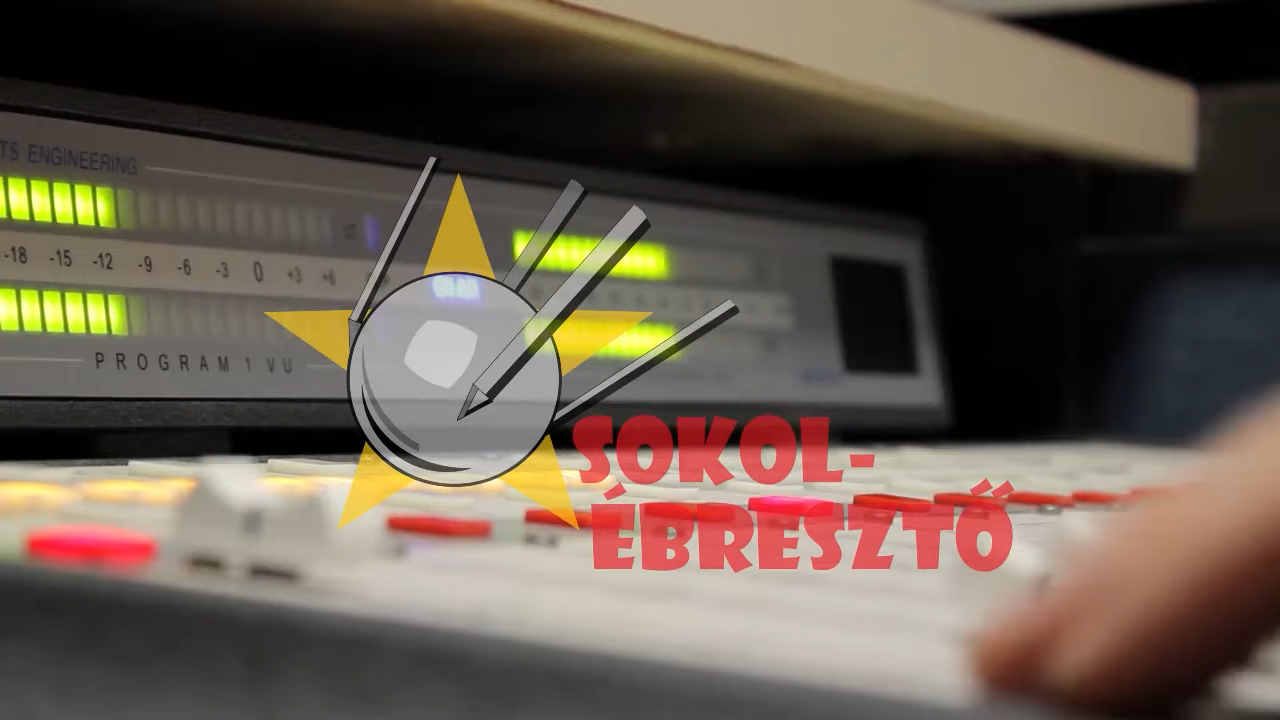 TS ENGINEERING
-18 -15 -12 -9 -6 -3 0 +3 +6
PROGRAM 1 VU
SOKOL-
ÉBRESZTŐ